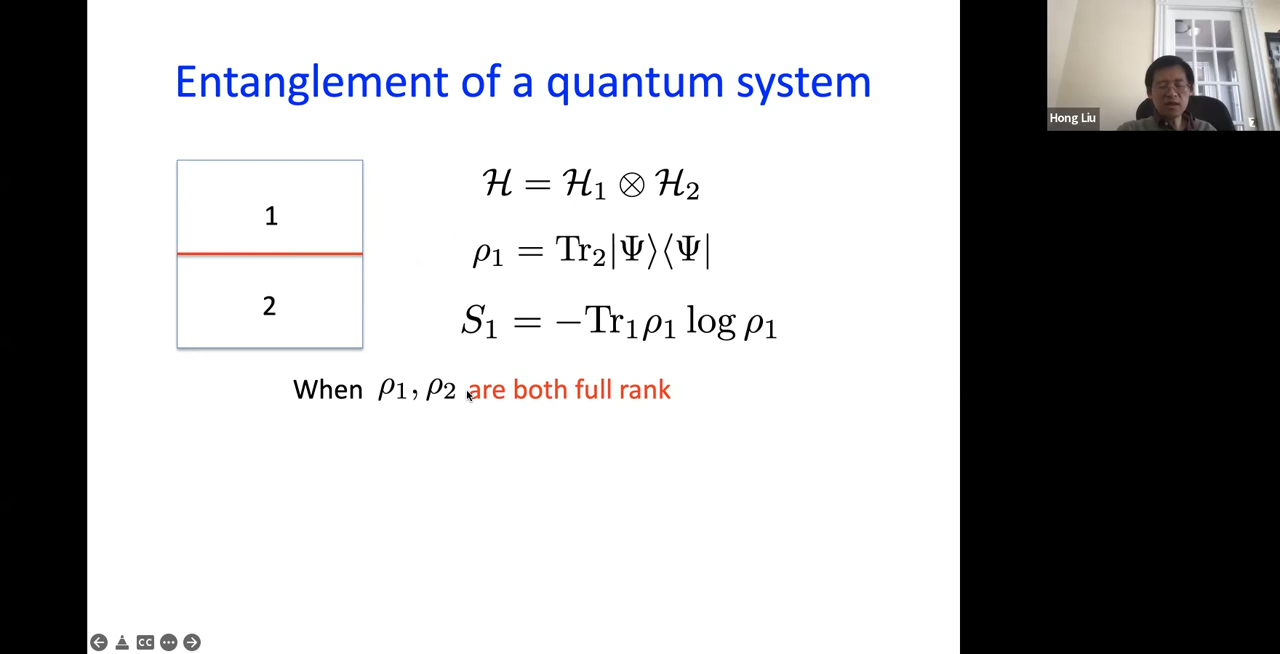 Entanglement of a quantum system
1
2
ℋ = ℋ₁ ⊗ ℋ₂
ρ₁ = Tr₂|Ψ⟩⟨Ψ|
S₁ = −Tr₁ρ₁ log ρ₁
When ρ₁, ρ₂ are both full rank
Hong Liu
CC